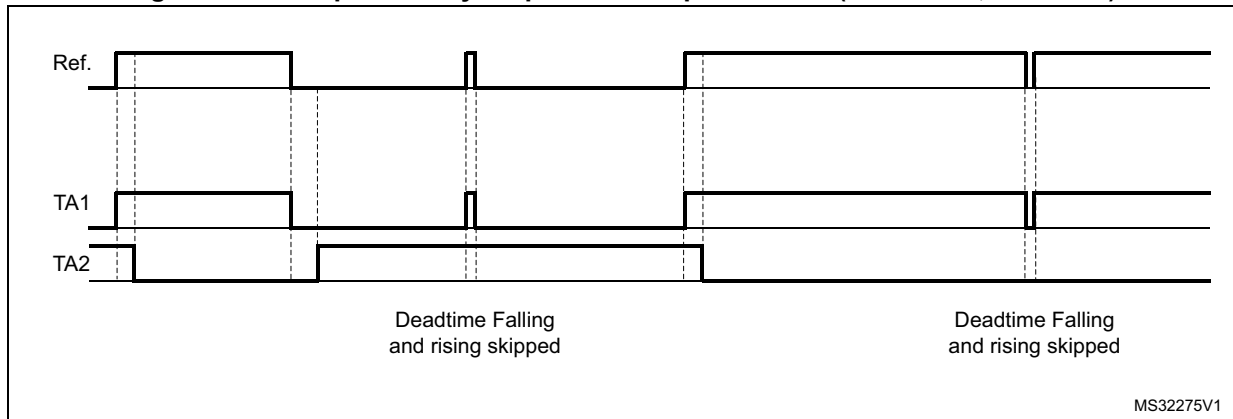 Ref.
TA1
TA2
Deadtime Falling
and rising skipped
Deadtime Falling
and rising skipped
MS32275V1